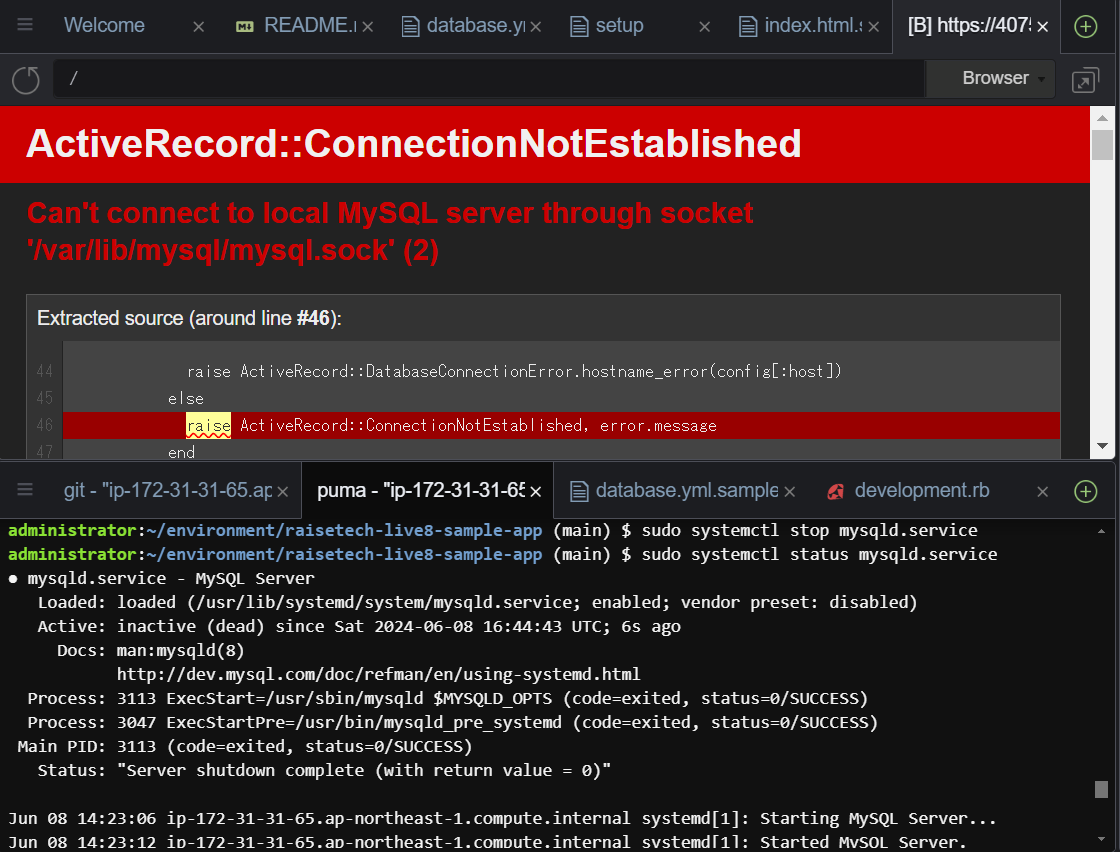 Welcome
README.
database.y
setup
index.html.
[B] https://407
/
Browser
ActiveRecord::ConnectionNotEstablished
Can't connect to local MySQL server through socket
'/var/lib/mysql/mysql.sock' (2)
Extracted source (around line #46):
44 raise ActiveRecord::DatabaseConnectionError.hostname_error(config[:host])
45 else
46 raise ActiveRecord::ConnectionNotEstablished, error.message
47 end
git - "ip-172-31-31-65.ap
puma - "ip-172-31-31-65
database.yml.sample
development.rb
administrator:~/environment/raisetech-live8-sample-app (main) $ sudo systemctl stop mysqld.service
administrator:~/environment/raisetech-live8-sample-app (main) $ sudo systemctl status mysqld.service
● mysqld.service - MySQL Server
Loaded: loaded (/usr/lib/systemd/system/mysqld.service; enabled; vendor preset: disabled)
Active: inactive (dead) since Sat 2024-06-08 16:44:43 UTC; 6s ago
Docs: man:mysqld(8)
http://dev.mysql.com/doc/refman/en/using-systemd.html
Process: 3113 ExecStart=/usr/sbin/mysqld $MYSQLD_OPTS (code=exited, status=0/SUCCESS)
Process: 3047 ExecStartPre=/usr/bin/mysqld_pre_systemd (code=exited, status=0/SUCCESS)
Main PID: 3113 (code=exited, status=0/SUCCESS)
Status: "Server shutdown complete (with return value = 0)"
Jun 08 14:23:06 ip-172-31-31-65.ap-northeast-1.compute.internal systemd[1]: Starting MySQL Server...
Jun 08 14:23:12 ip-172-31-31-65.ap-northeast-1.compute.internal systemd[1]: Started MySQL Server.